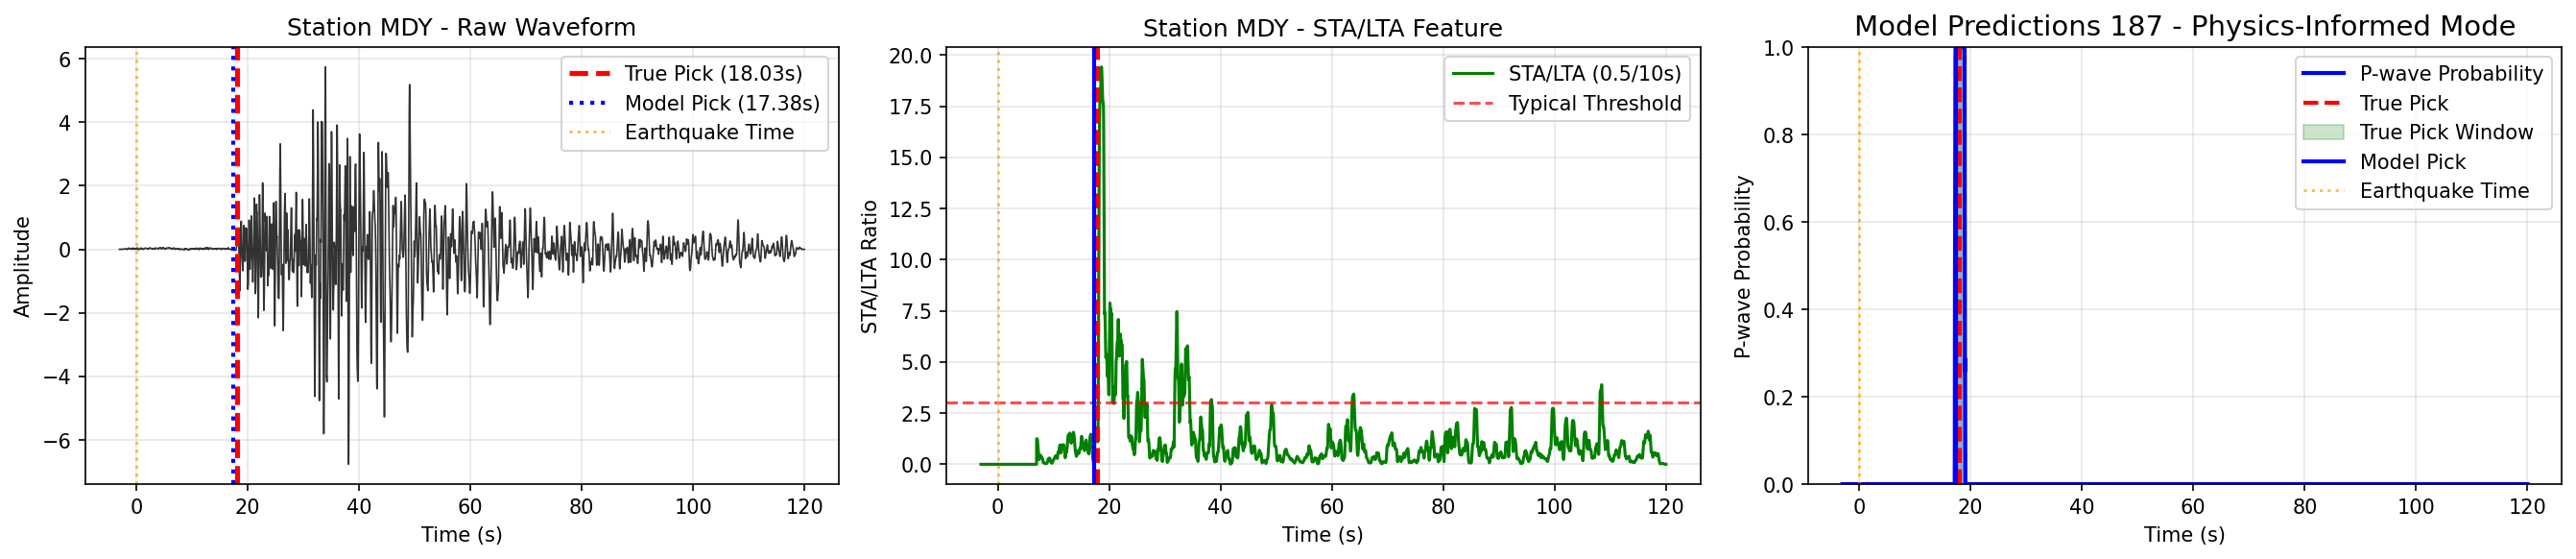 Station MDY - Raw Waveform
Amplitude
6
4
2
0
−2
−4
−6
True Pick (18.03s)
Model Pick (17.38s)
Earthquake Time
0 20 40 60 80 100 120
Time (s)
Station MDY - STA/LTA Feature
STA/LTA Ratio
20.0
17.5
15.0
12.5
10.0
7.5
5.0
2.5
0.0
STA/LTA (0.5/10s)
Typical Threshold
0 20 40 60 80 100 120
Time (s)
Model Predictions 187 - Physics-Informed Mode
P-wave Probability
1.0
0.8
0.6
0.4
0.2
0.0
P-wave Probability
True Pick
True Pick Window
Model Pick
Earthquake Time
0 20 40 60 80 100 120
Time (s)